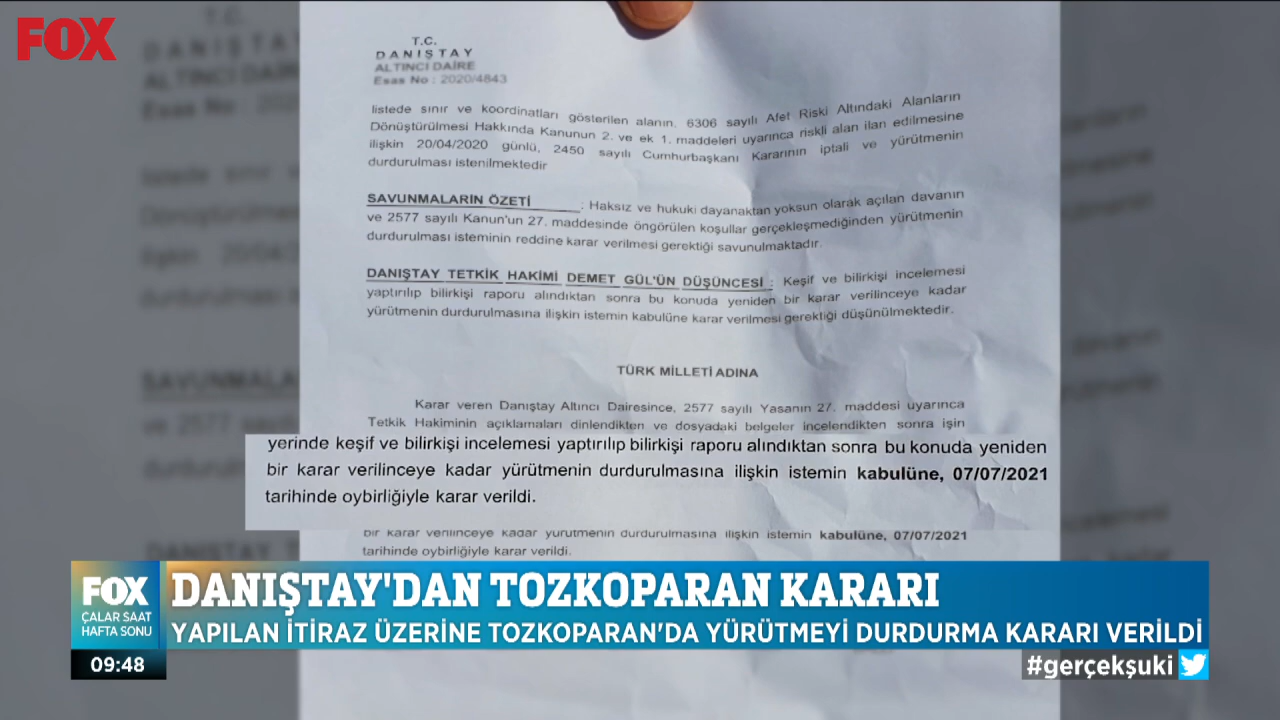 FOX
T.C.
DANIŞTAY
ALTINCI DAİRE
Esas No : 2020/4843
listede sınır ve koordinatları gösterilen alanın, 6306 sayılı Afet Riski Altındaki Alanların
Dönüştürülmesi Hakkında Kanunun 2. ve ek 1. maddeleri uyarınca riskli alan ilan edilmesine
ilişkin 20/04/2020 günlü, 2450 sayılı Cumhurbaşkanı Kararının iptali ve yürütmenin
durdurulması istenilmektedir
SAVUNMALARIN ÖZETİ : Haksız ve hukuki dayanaktan yoksun olarak açılan davanın
ve 2577 sayılı Kanun'un 27. maddesinde öngörülen koşullar gerçekleşmediğinden yürütmenin
durdurulması isteminin reddine karar verilmesi gerektiği savunulmaktadır.
DANIŞTAY TETKİK HAKİMİ DEMET GÜL'ÜN DÜŞÜNCESİ : Keşif ve bilirkişi incelemesi
yaptırılıp bilirkişi raporu alındıktan sonra bu konuda yeniden bir karar verilinceye kadar
yürütmenin durdurulmasına ilişkin istemin kabulüne karar verilmesi gerektiği düşünülmektedir.
TÜRK MİLLETİ ADINA
Karar veren Danıştay Altıncı Dairesince, 2577 sayılı Yasanın 27. maddesi uyarınca
Tetkik Hakiminin açıklamaları dinlendikten ve dosyadaki belgeler incelendikten sonra işin
yerinde keşif ve bilirkişi incelemesi yaptırılıp bilirkişi raporu alındıktan sonra bu konuda yeniden
bir karar verilinceye kadar yürütmenin durdurulmasına ilişkin istemin kabulüne, 07/07/2021
tarihinde oybirliğiyle karar verildi.
bir karar verilinceye kadar yürütmenin durdurulmasına ilişkin istemin kabulüne, 07/07/2021
tarihinde oybirliğiyle karar verildi.
FOX
ÇALAR SAAT
HAFTA SONU
09:48
DANIŞTAY'DAN TOZKOPARAN KARARI
YAPILAN İTİRAZ ÜZERİNE TOZKOPARAN'DA YÜRÜTMEYİ DURDURMA KARARI VERİLDİ
#gerçekşuki